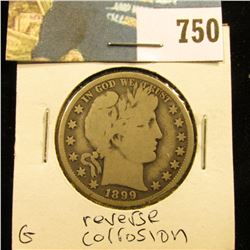 750
IN GOD WE TRUST
1899
G
reverse
corrosion